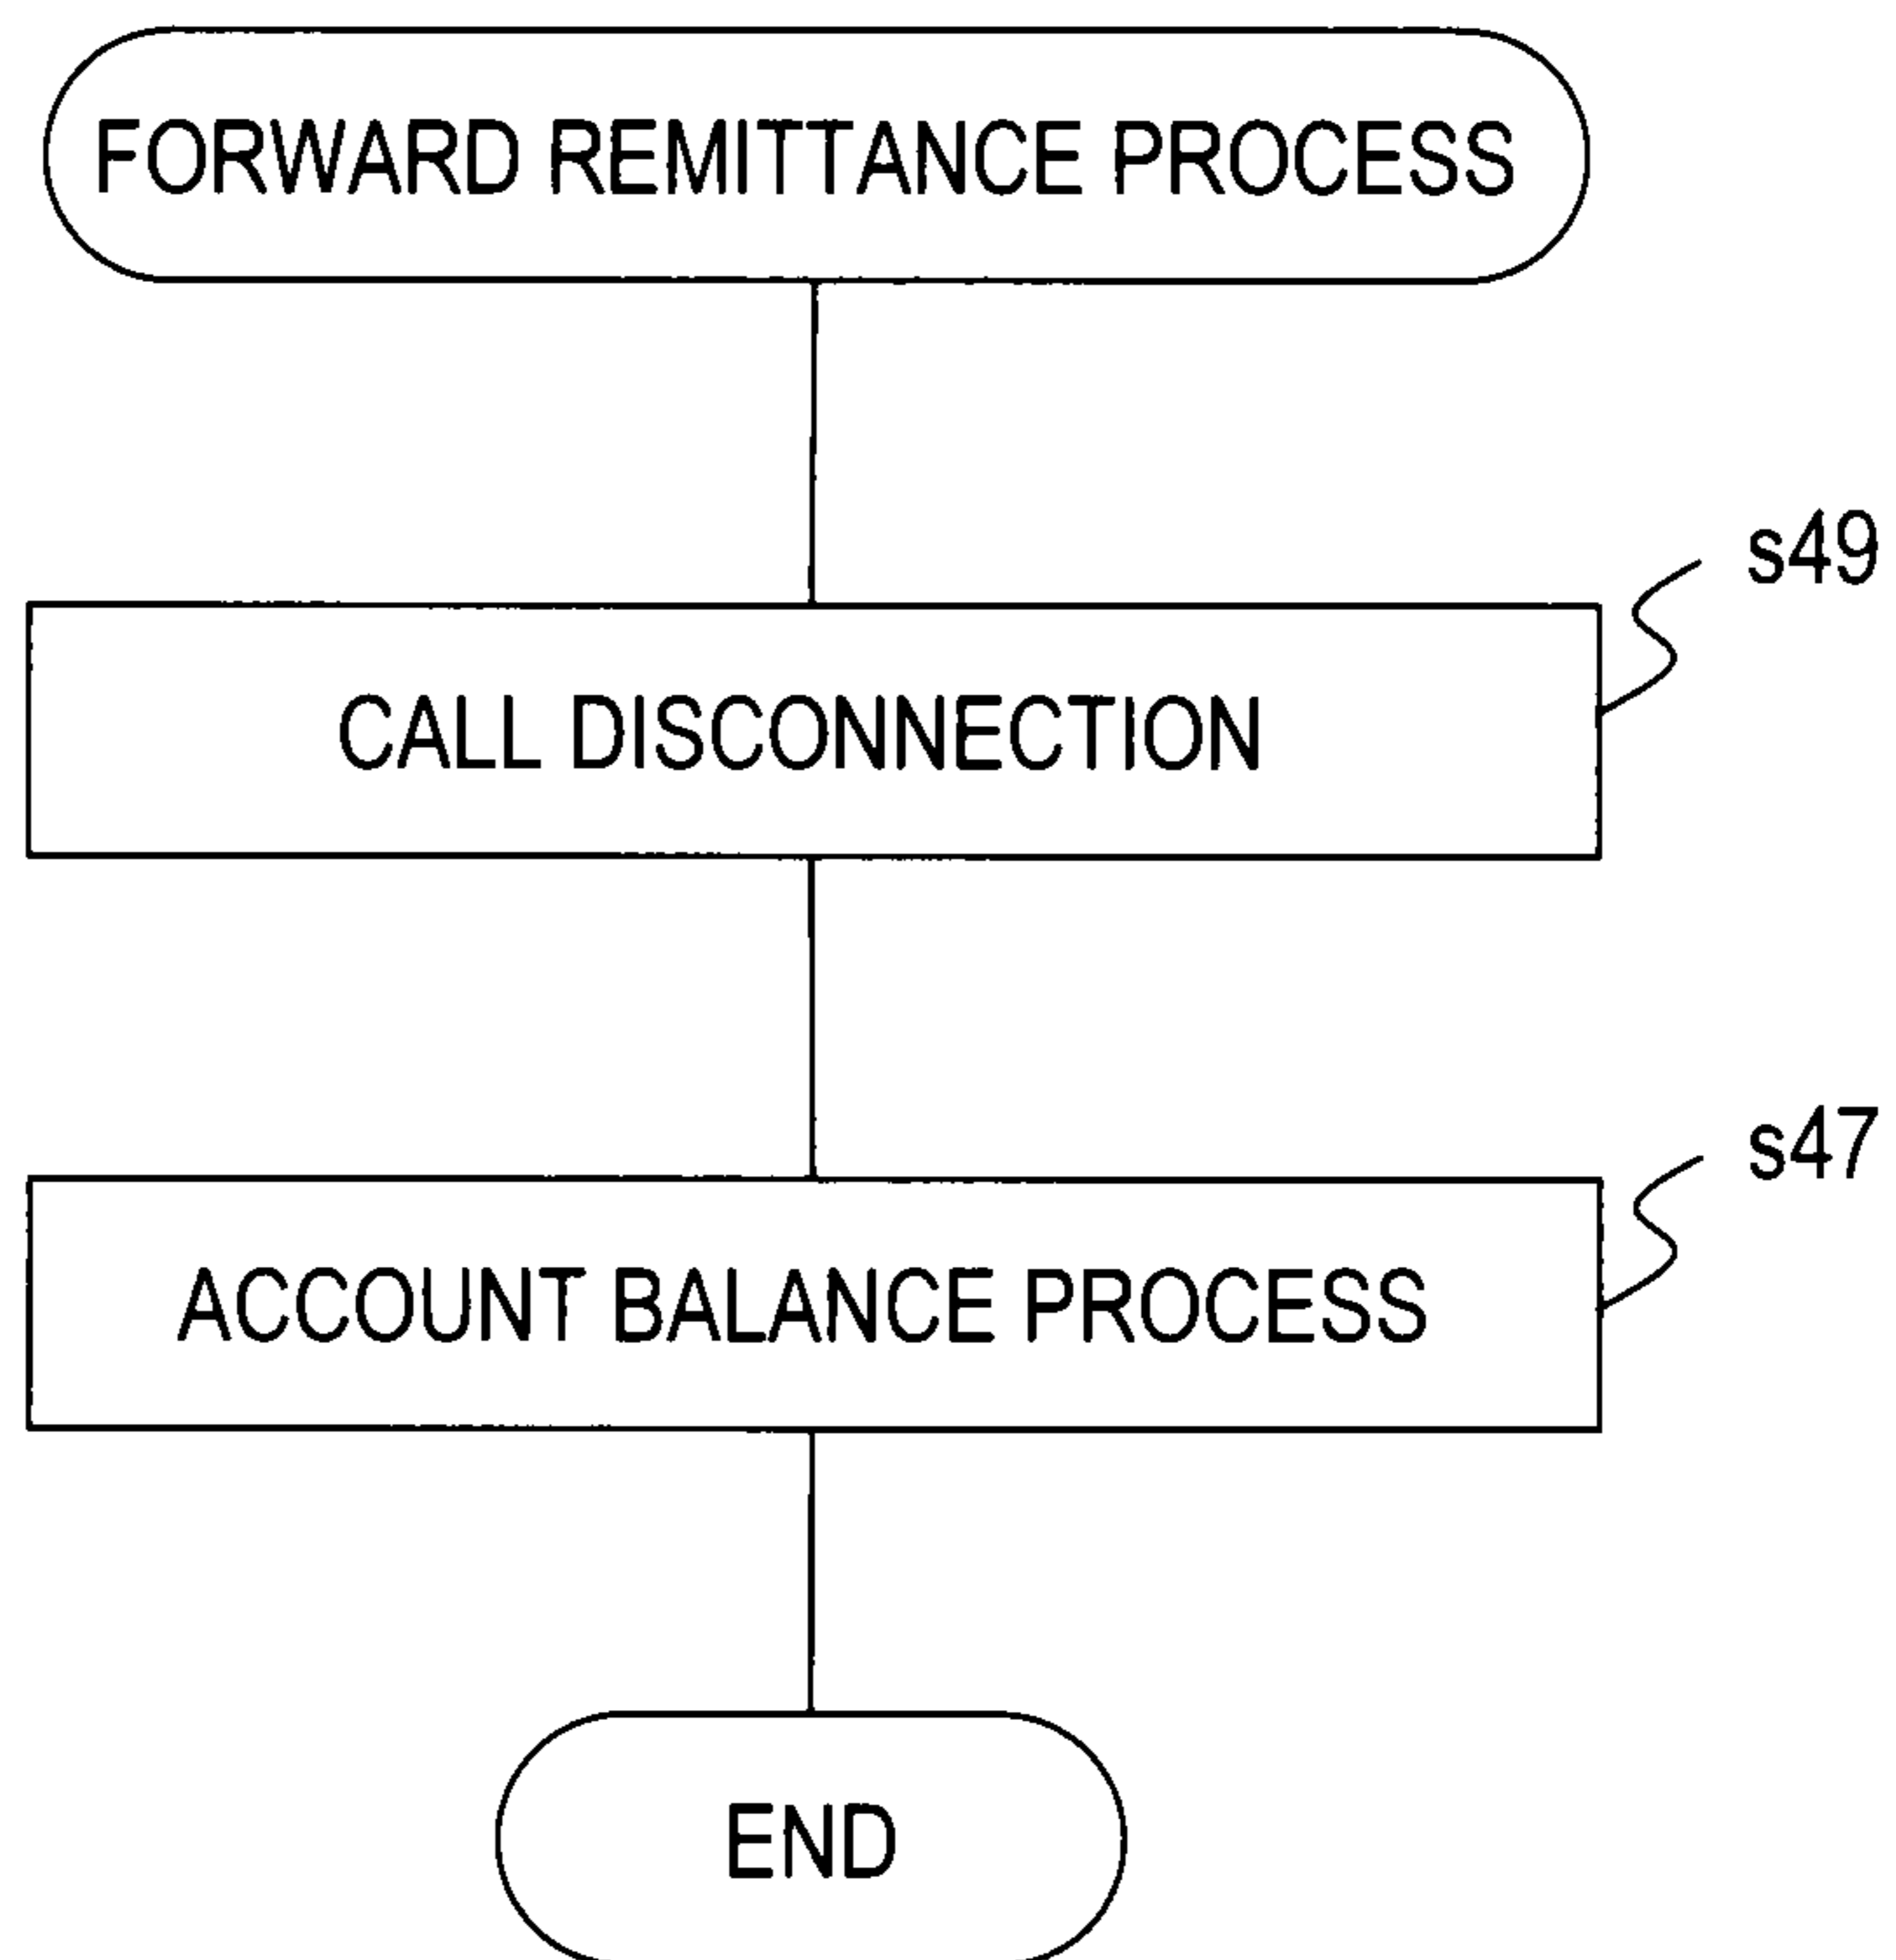 FORWARD REMITTANCE PROCESS
s49
CALL DISCONNECTION
s47
ACCOUNT BALANCE PROCESS
END